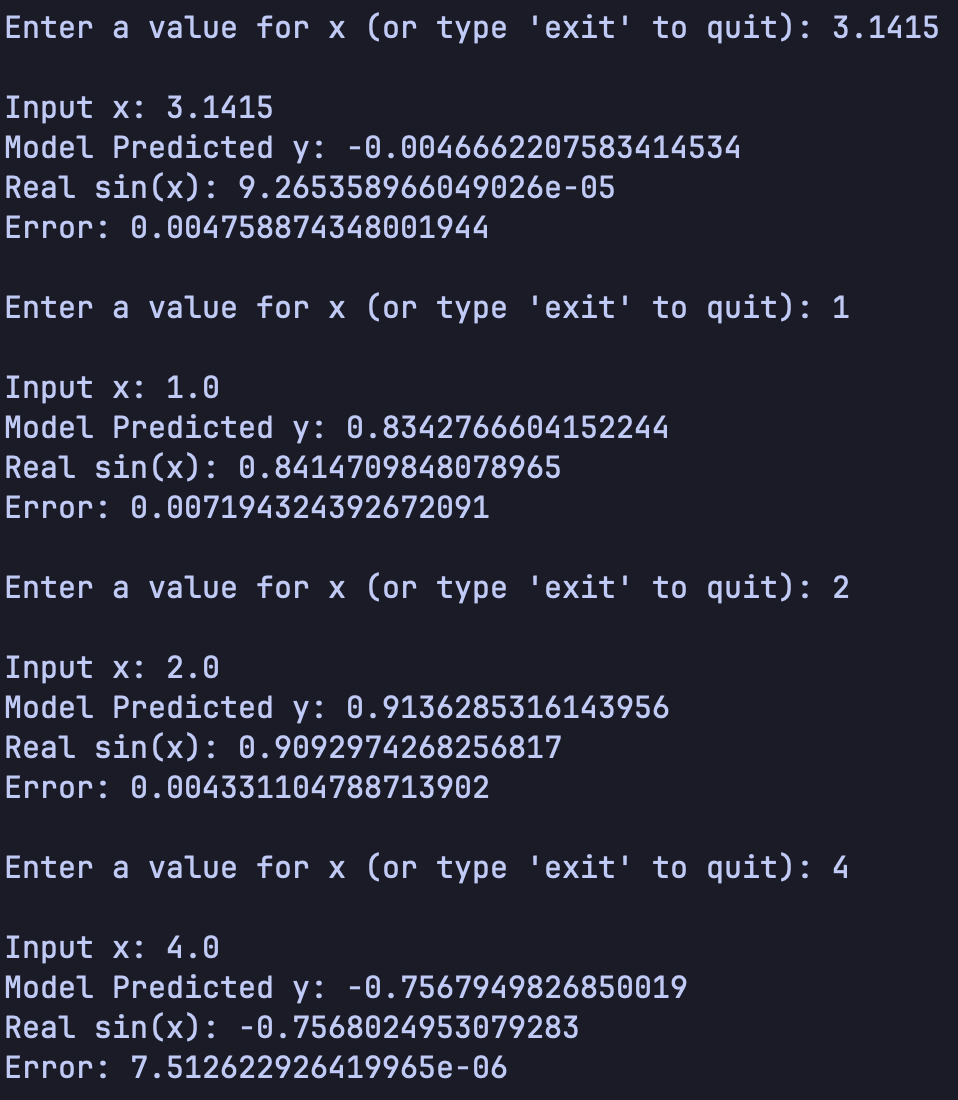 Enter a value for x (or type 'exit' to quit): 3.1415
Input x: 3.1415
Model Predicted y: -0.0046662207583414534
Real sin(x): 9.265358966049026e-05
Error: 0.004758874348001944
Enter a value for x (or type 'exit' to quit): 1
Input x: 1.0
Model Predicted y: 0.8342766604152244
Real sin(x): 0.8414709848078965
Error: 0.007194324392672091
Enter a value for x (or type 'exit' to quit): 2
Input x: 2.0
Model Predicted y: 0.9136285316143956
Real sin(x): 0.9092974268256817
Error: 0.004331104788713902
Enter a value for x (or type 'exit' to quit): 4
Input x: 4.0
Model Predicted y: -0.7567949826850019
Real sin(x): -0.7568024953079283
Error: 7.512622926419965e-06